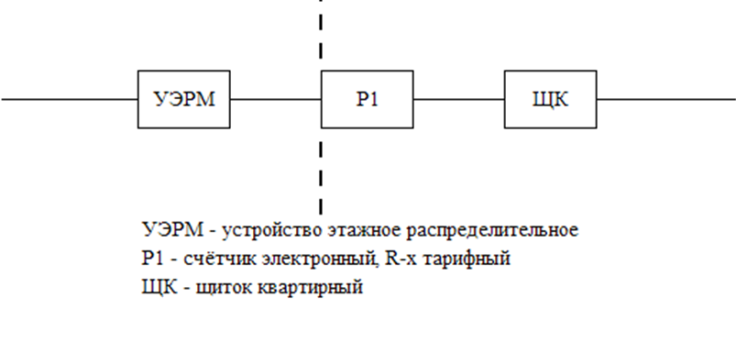 УЭРМ
Р1
ЩК
УЭРМ - устройство этажное распределительное
Р1 - счётчик электронный, R-х тарифный
ЩК - щиток квартирный